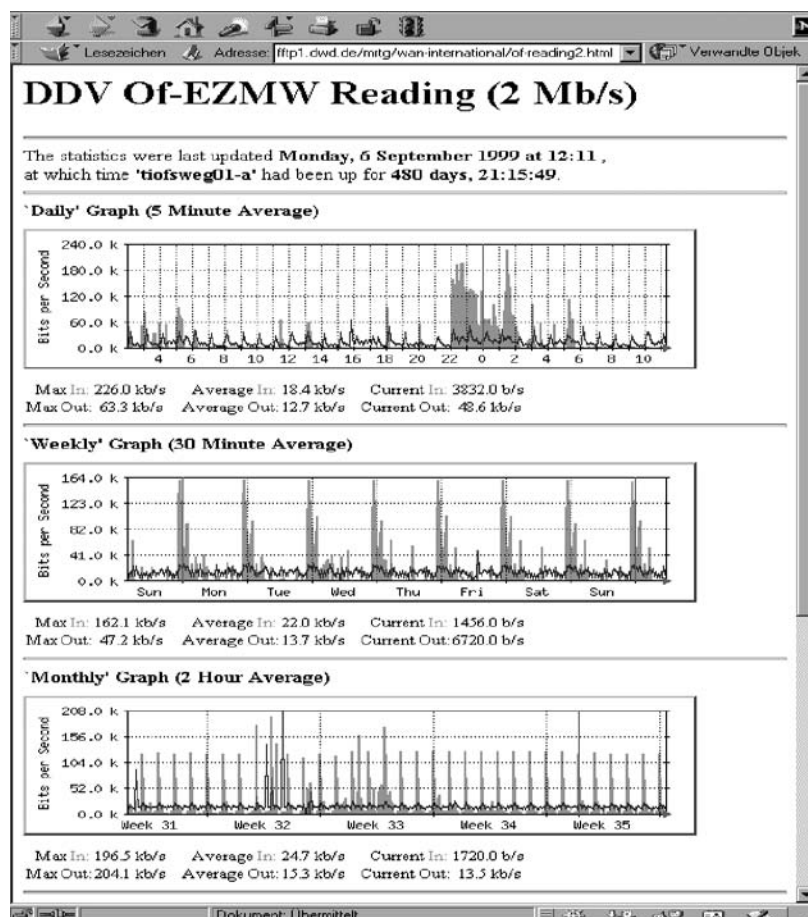 Lesezeichen Adresse: fftp1.dwd.de/mrtg/wan-international/of-reading2.html Verwandte Objek
DDV Of-EZMW Reading (2 Mb/s)
The statistics were last updated Monday, 6 September 1999 at 12:11 ,
at which time 'tiofsweg01-a' had been up for 480 days, 21:15:49.
`Daily' Graph (5 Minute Average)
Bits per Second
240.0 k
180.0 k
120.0 k
60.0 k
0.0 k
4 6 8 10 12 14 16 18 20 22 0 2 4 6 8 10
Max In: 226.0 kb/s Average In: 18.4 kb/s Current In: 3832.0 b/s
Max Out: 63.3 kb/s Average Out: 12.7 kb/s Current Out: 48.6 kb/s
`Weekly' Graph (30 Minute Average)
Bits per Second
164.0 k
123.0 k
82.0 k
41.0 k
0.0 k
Sun Mon Tue Wed Thu Fri Sat Sun
Max In: 162.1 kb/s Average In: 22.0 kb/s Current In: 1456.0 b/s
Max Out: 47.2 kb/s Average Out: 13.7 kb/s Current Out: 6720.0 b/s
`Monthly' Graph (2 Hour Average)
Bits per Second
208.0 k
156.0 k
104.0 k
52.0 k
0.0 k
Week 31 Week 32 Week 33 Week 34 Week 35
Max In: 196.5 kb/s Average In: 24.7 kb/s Current In: 1720.0 b/s
Max Out: 204.1 kb/s Average Out: 15.3 kb/s Current Out: 13.5 kb/s
Dokument: Übermittelt